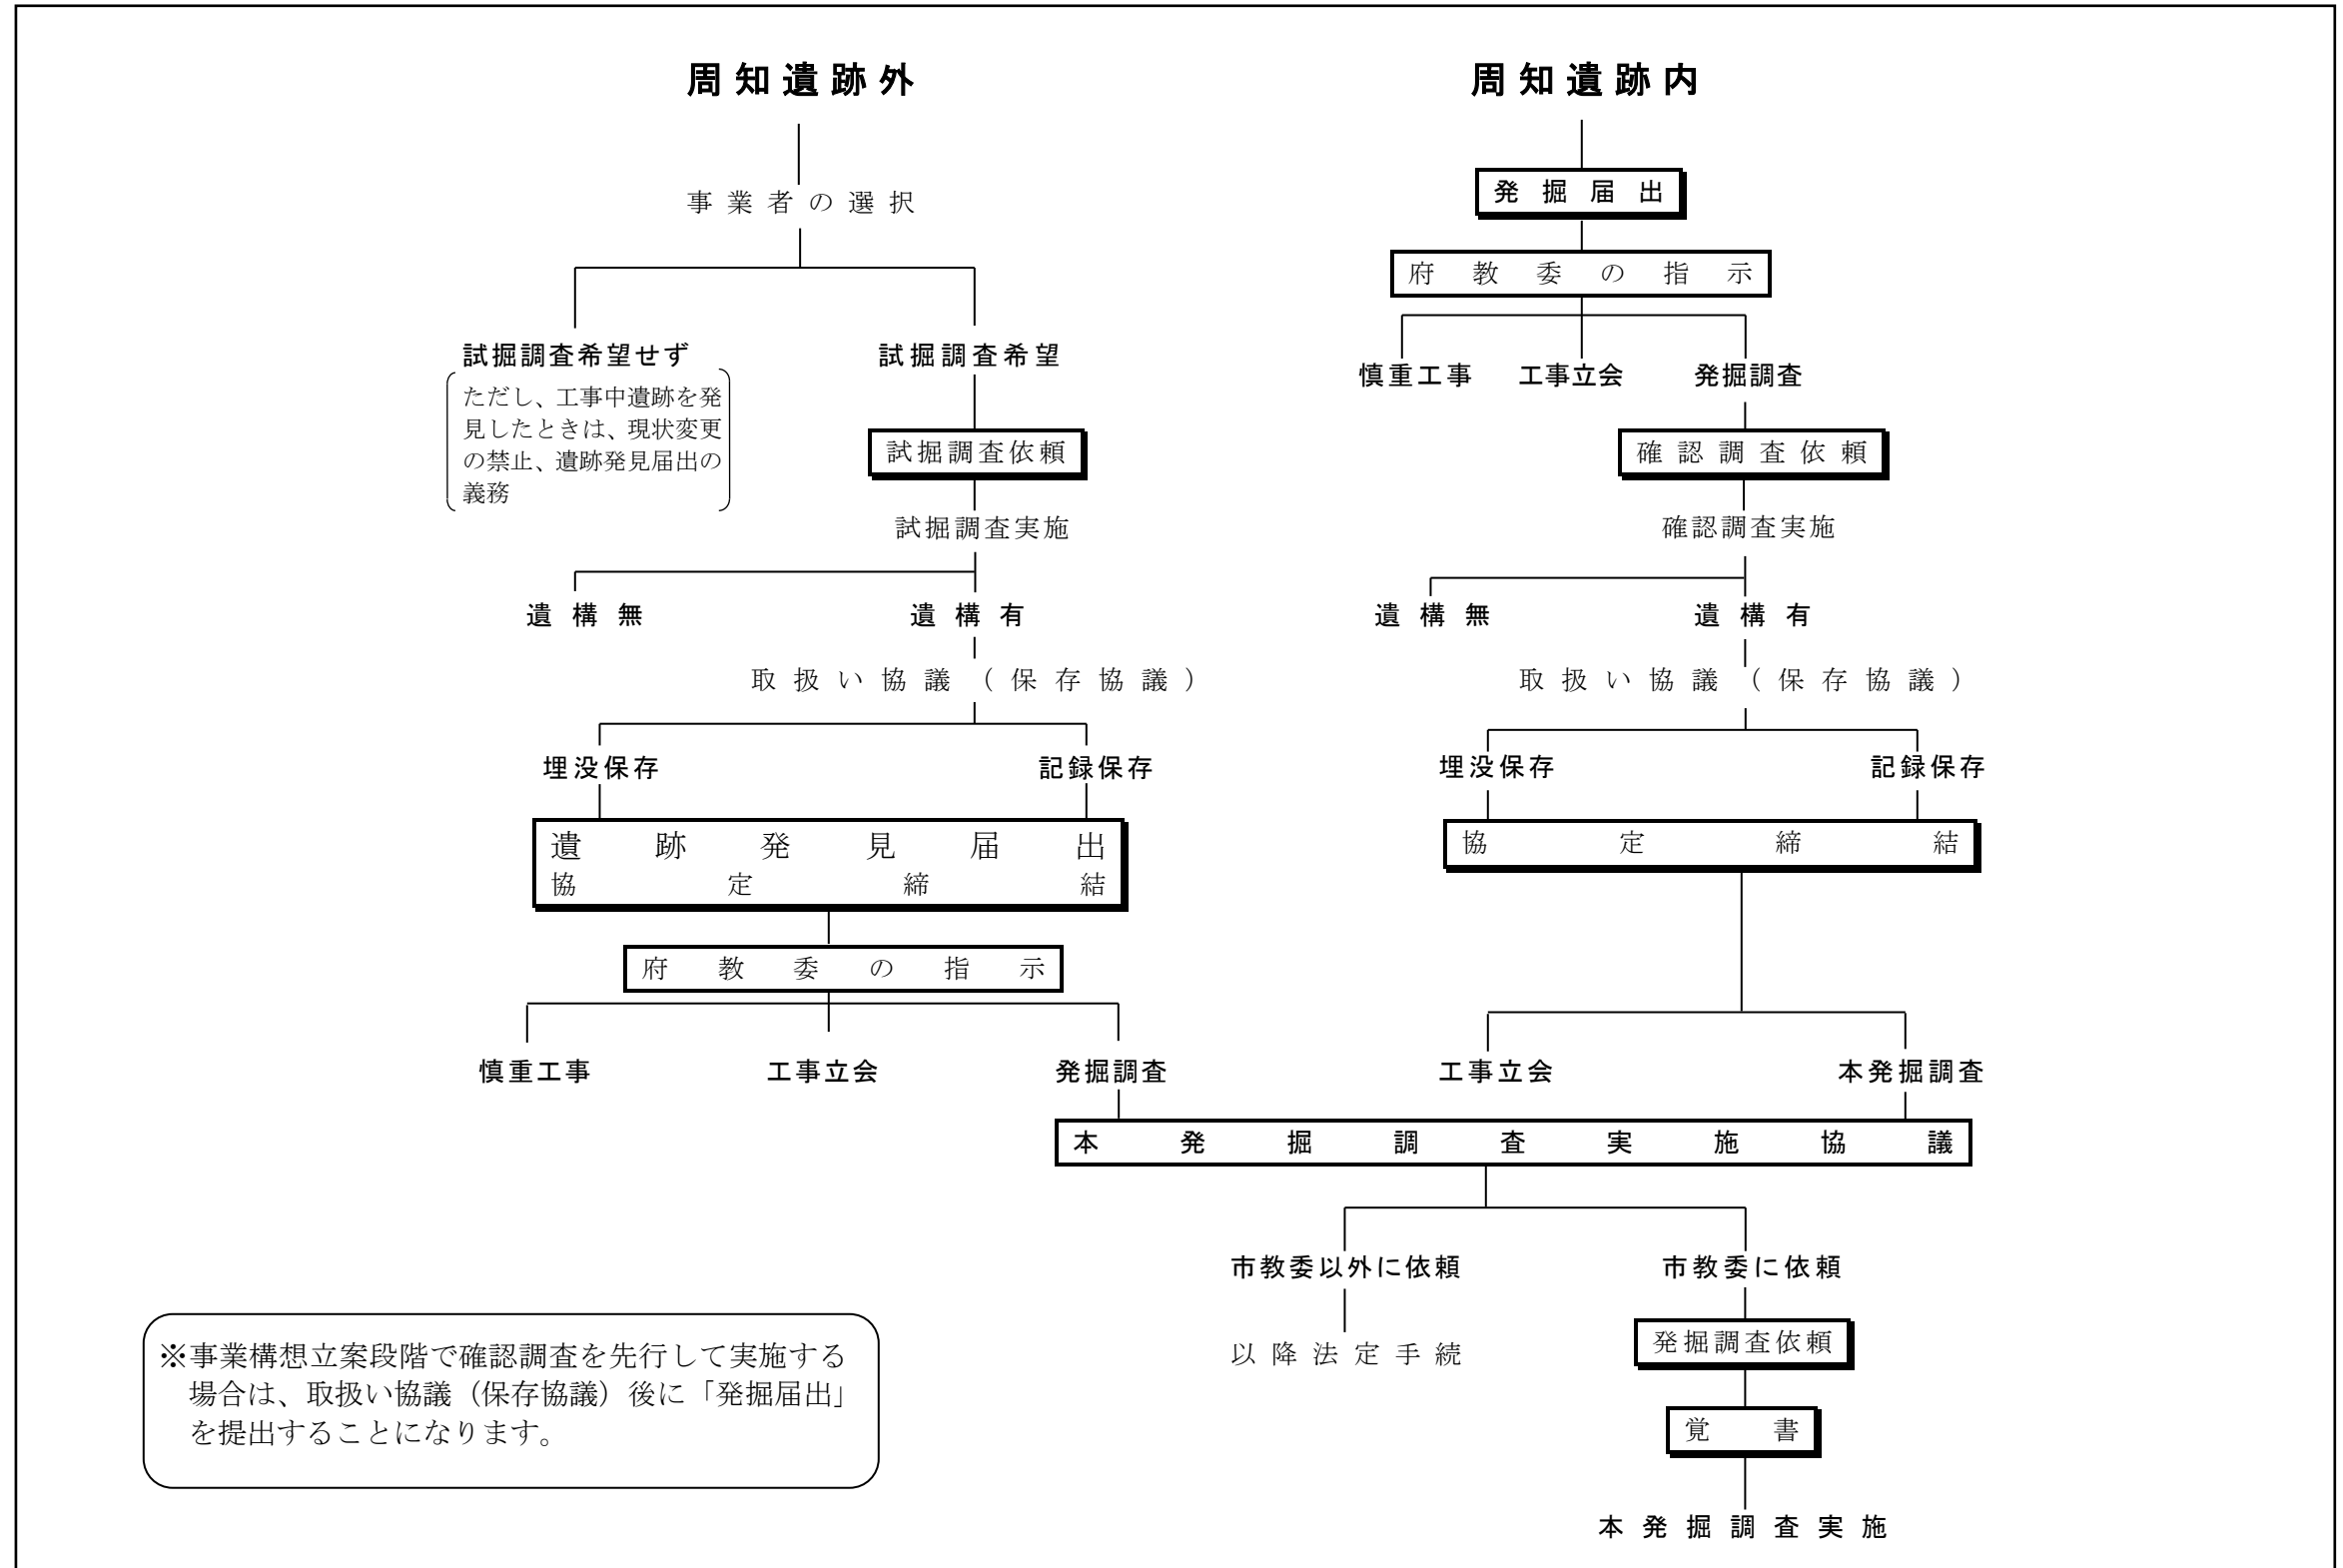 周知遺跡外
事業者の選択
試掘調査希望せず
ただし、工事中遺跡を発
見したときは、現状変更
の禁止、遺跡発見届出の
義務
試掘調査希望
試掘調査依頼
試掘調査実施
遺構無
遺構有
取扱い協議（保存協議）
埋没保存
記録保存
遺跡発見届出
協定締結
府教委の指示
慎重工事
工事立会
発掘調査
周知遺跡内
発掘届出
府教委の指示
慎重工事
工事立会
発掘調査
確認調査依頼
確認調査実施
遺構無
遺構有
取扱い協議（保存協議）
埋没保存
記録保存
協定締結
工事立会
本発掘調査
本発掘調査実施協議
市教委以外に依頼
以降法定手続
市教委に依頼
発掘調査依頼
覚書
本発掘調査実施
※事業構想立案段階で確認調査を先行して実施する
場合は、取扱い協議（保存協議）後に「発掘届出」
を提出することになります。